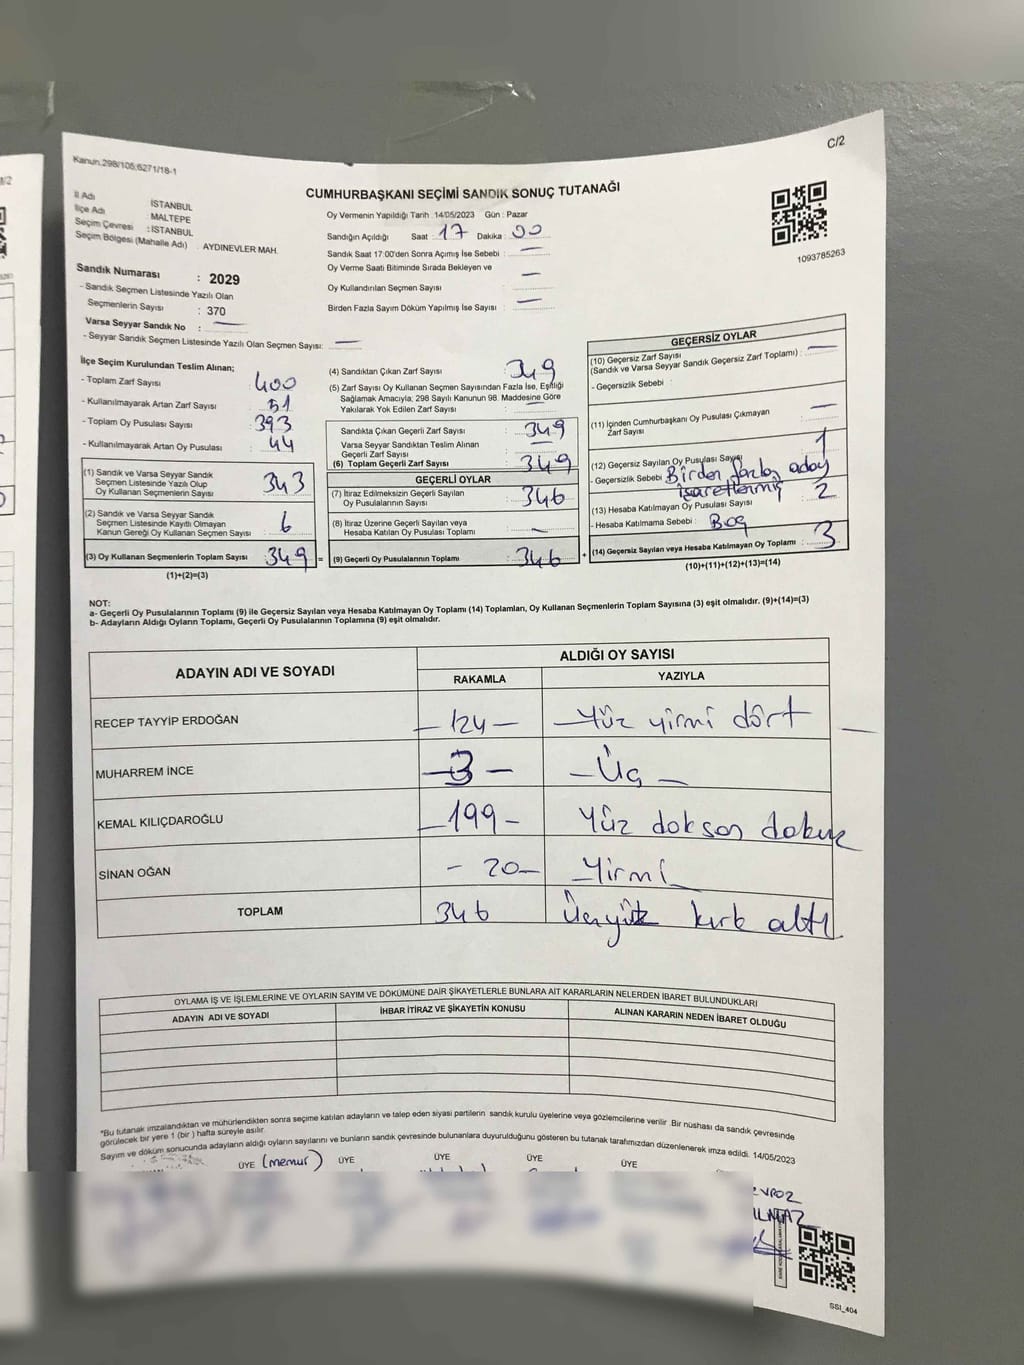 C/2
Kanun.298/105;6271/18-1
CUMHURBAŞKANI SEÇİMİ SANDIK SONUÇ TUTANAĞI
İl Adı : İSTANBUL
İlçe Adı : MALTEPE
Seçim Çevresi : İSTANBUL
Seçim Bölgesi (Mahalle Adı) : AYDINEVLER MAH.
Oy Vermenin Yapıldığı Tarih : 14/05/2023 Gün : Pazar
Sandığın Açıldığı Saat : 17 Dakika : 00
Sandık Saat 17:00'den Sonra Açımış İse Sebebi : —
Oy Verme Saati Bitiminde Sırada Bekleyen ve
Oy Kullandırılan Seçmen Sayısı —
Birden Fazla Sayım Döküm Yapılmış İse Sayısı : —
1093785263
Sandık Numarası : 2029
- Sandık Seçmen Listesinde Yazılı Olan
Seçmenlerin Sayısı : 370
Varsa Seyyar Sandık No : —
- Seyyar Sandık Seçmen Listesinde Yazılı Olan Seçmen Sayısı: —
İlçe Seçim Kurulundan Teslim Alınan;
- Toplam Zarf Sayısı : 400
- Kullanılmayarak Artan Zarf Sayısı : 51
- Toplam Oy Pusulası Sayısı : 393
- Kullanılmayarak Artan Oy Pusulası : 44
(1) Sandık ve Varsa Seyyar Sandık
Seçmen Listesinde Yazılı Olup
Oy Kullanan Seçmenlerin Sayısı 343
(2) Sandık ve Varsa Seyyar Sandık
Seçmen Listesinde Kayıtlı Olmayan
Kanun Gereği Oy Kullanan Seçmen Sayısı 6
(3) Oy Kullanan Seçmenlerin Toplam Sayısı 349 =
(1)+(2)=(3)
(4) Sandıktan Çıkan Zarf Sayısı : 349
(5) Zarf Sayısı Oy Kullanan Seçmen Sayısından Fazla İse, Eşitliği
Sağlamak Amacıyla; 298 Sayılı Kanunun 98. Maddesine Göre
Yakılarak Yok Edilen Zarf Sayısı : —
Sandıkta Çıkan Geçerli Zarf Sayısı : 349
Varsa Seyyar Sandıktan Teslim Alınan
Geçerli Zarf Sayısı : —
(6) Toplam Geçerli Zarf Sayısı : 349
GEÇERLİ OYLAR
(7) İtiraz Edilmeksizin Geçerli Sayılan
Oy Pusulalarının Sayısı : 346
(8) İtiraz Üzerine Geçerli Sayılan veya
Hesaba Katılan Oy Pusulası Toplamı : —
(9) Geçerli Oy Pusulalarının Toplamı : 346 +
GEÇERSİZ OYLAR
(10) Geçersiz Zarf Sayısı
(Sandık ve Varsa Seyyar Sandık Geçersiz Zarf Toplamı) : —
- Geçersizlik Sebebi :
(11) İçinden Cumhurbaşkanı Oy Pusulası Çıkmayan
Zarf Sayısı : —
(12) Geçersiz Sayılan Oy Pusulası Sayısı : 1
- Geçersizlik Sebebi : Birden fazla aday
işaretlenmiş
(13) Hesaba Katılmayan Oy Pusulası Sayısı : 2
- Hesaba Katılmama Sebebi : Boş
(14) Geçersiz Sayılan veya Hesaba Katılmayan Oy Toplamı : 3
(10)+(11)+(12)+(13)=(14)
NOT:
a- Geçerli Oy Pusulalarının Toplamı (9) ile Geçersiz Sayılan veya Hesaba Katılmayan Oy Toplamı (14) Toplamları, Oy Kullanan Seçmenlerin Toplam Sayısına (3) eşit olmalıdır. (9)+(14)=(3)
b- Adayların Aldığı Oyların Toplamı, Geçerli Oy Pusulalarının Toplamına (9) eşit olmalıdır.
ADAYIN ADI VE SOYADI ALDIĞI OY SAYISI
RAKAMLA YAZIYLA
RECEP TAYYİP ERDOĞAN — 124 — — Yüz yirmi dört —
MUHARREM İNCE — 3 — — Üç —
KEMAL KILIÇDAROĞLU — 199 — Yüz doksan dokuz
SİNAN OĞAN — 20 — — Yirmi —
TOPLAM 346 Üçyüz kırk altı
OYLAMA İŞ VE İŞLEMLERİNE VE OYLARIN SAYIM VE DÖKÜMÜNE DAİR ŞİKAYETLERLE BUNLARA AİT KARARLARIN NELERDEN İBARET BULUNDUKLARI
ADAYIN ADI VE SOYADI İHBAR İTİRAZ VE ŞİKAYETİN KONUSU ALINAN KARARIN NEDEN İBARET OLDUĞU
*Bu tutanak imzalandıktan ve mühürlendikten sonra seçime katılan adayların ve talep eden siyasi partilerin sandık kurulu üyelerine veya gözlemcilerine verilir. Bir nüshası da sandık çevresinde
görülecek bir yere 1 (bir ) hafta süreyle asılır.
Sayım ve döküm sonucunda adayların aldığı oyların sayılarını ve bunların sandık çevresinde bulunanlara duyurulduğunu gösteren bu tutanak tarafımızdan düzenlenerek imza edildi. 14/05/2023
ÜYE (memur) ÜYE ÜYE ÜYE ÜYE
SSI_404